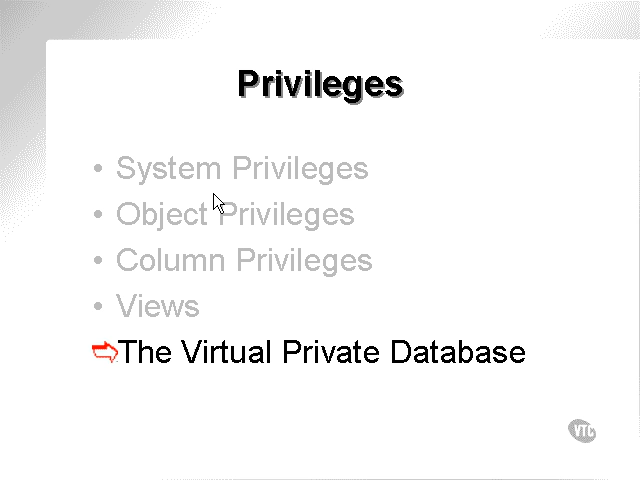 Privileges
• System Privileges
• Object Privileges
• Column Privileges
• Views
The Virtual Private Database
VTC